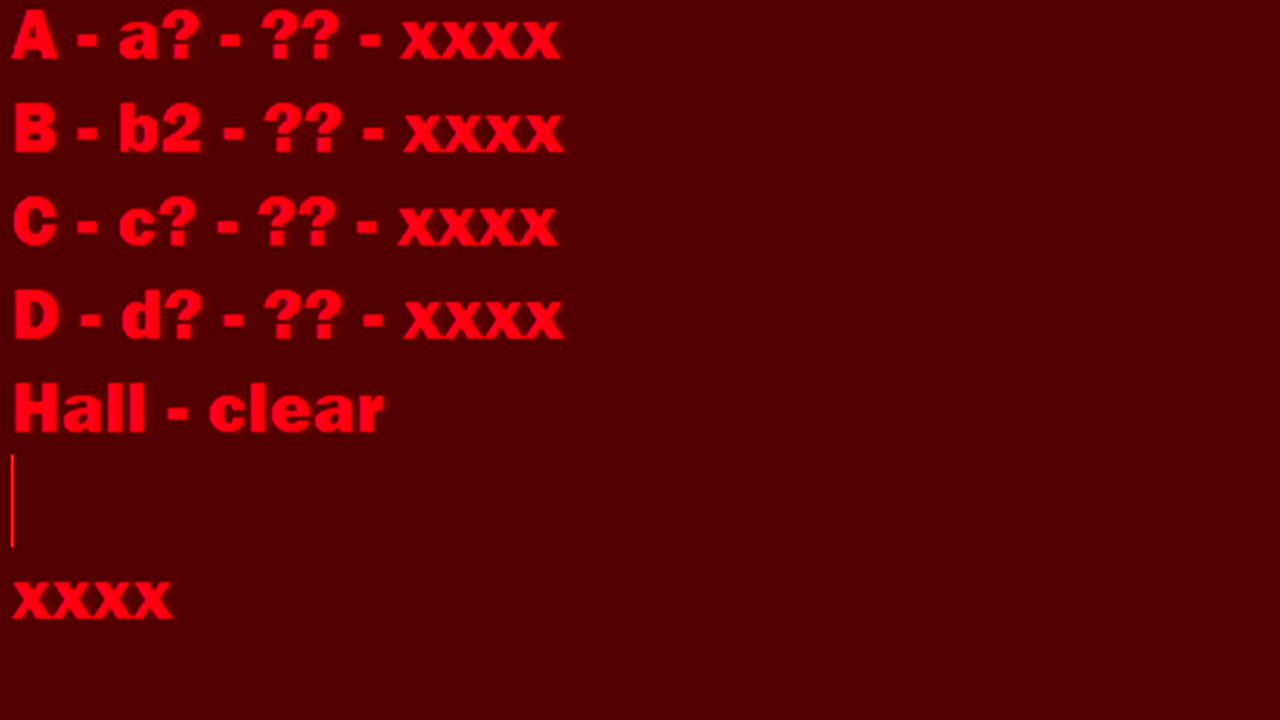 A - a? - ?? - xxxx
B - b2 - ?? - xxxx
C - c? - ?? - xxxx
D - d? - ?? - xxxx
Hall - clear
xxxx